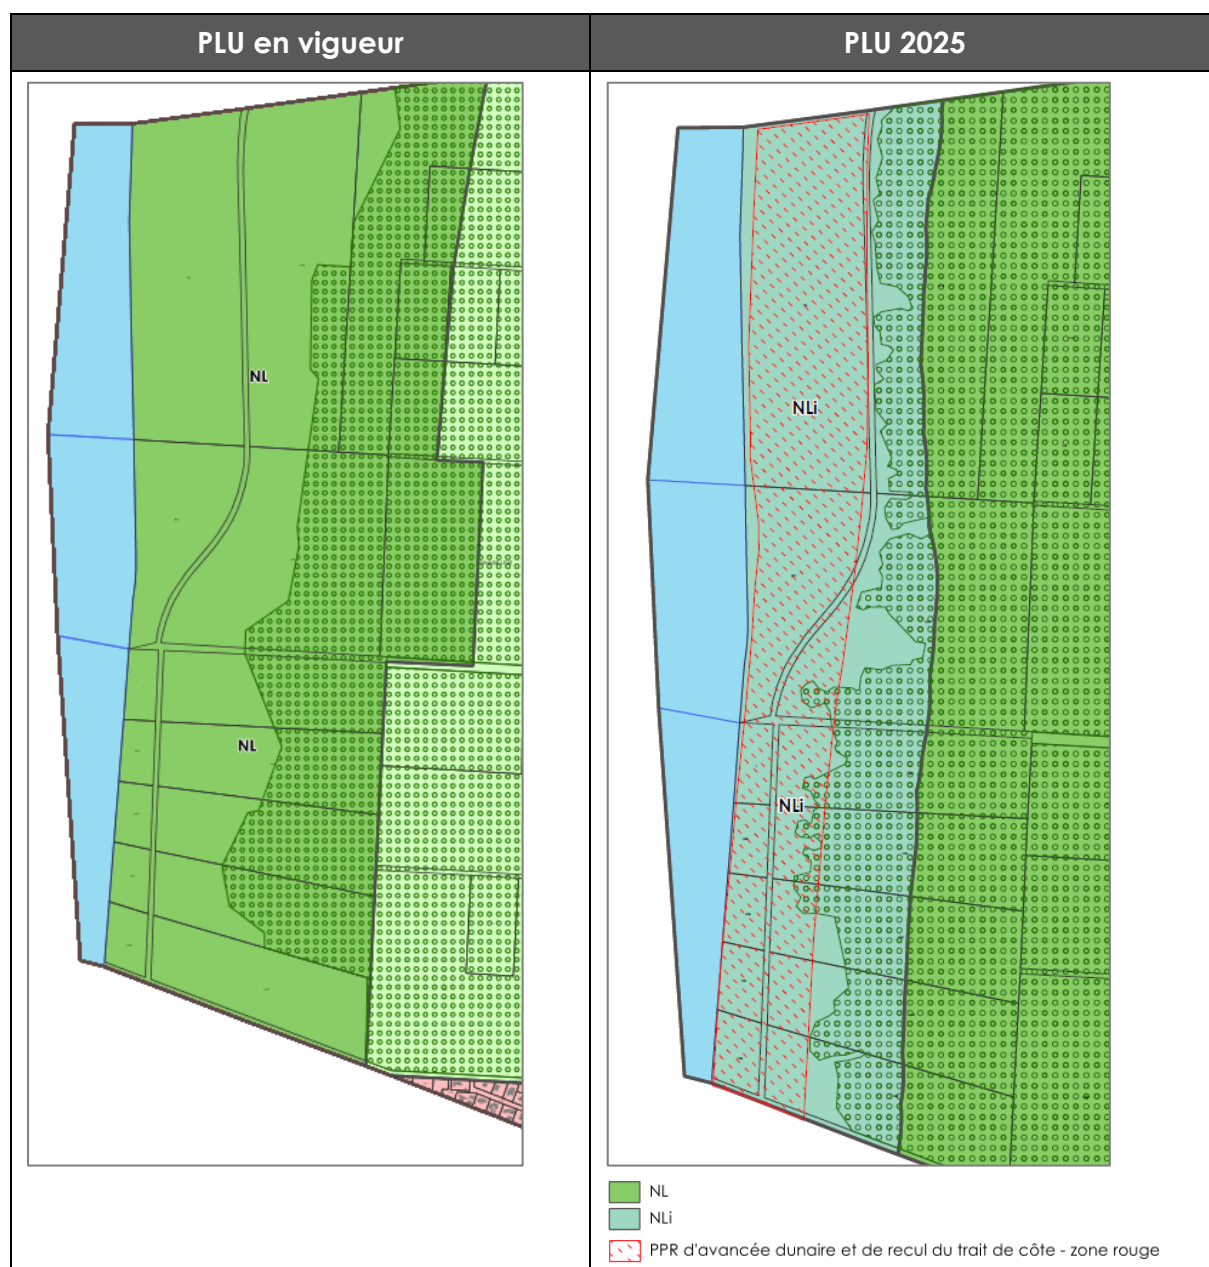 PLU en vigueur
PLU 2025
NL
NLi
NL
NLi
NL
NLi
PPR d'avancée dunaire et de recul du trait de côte - zone rouge